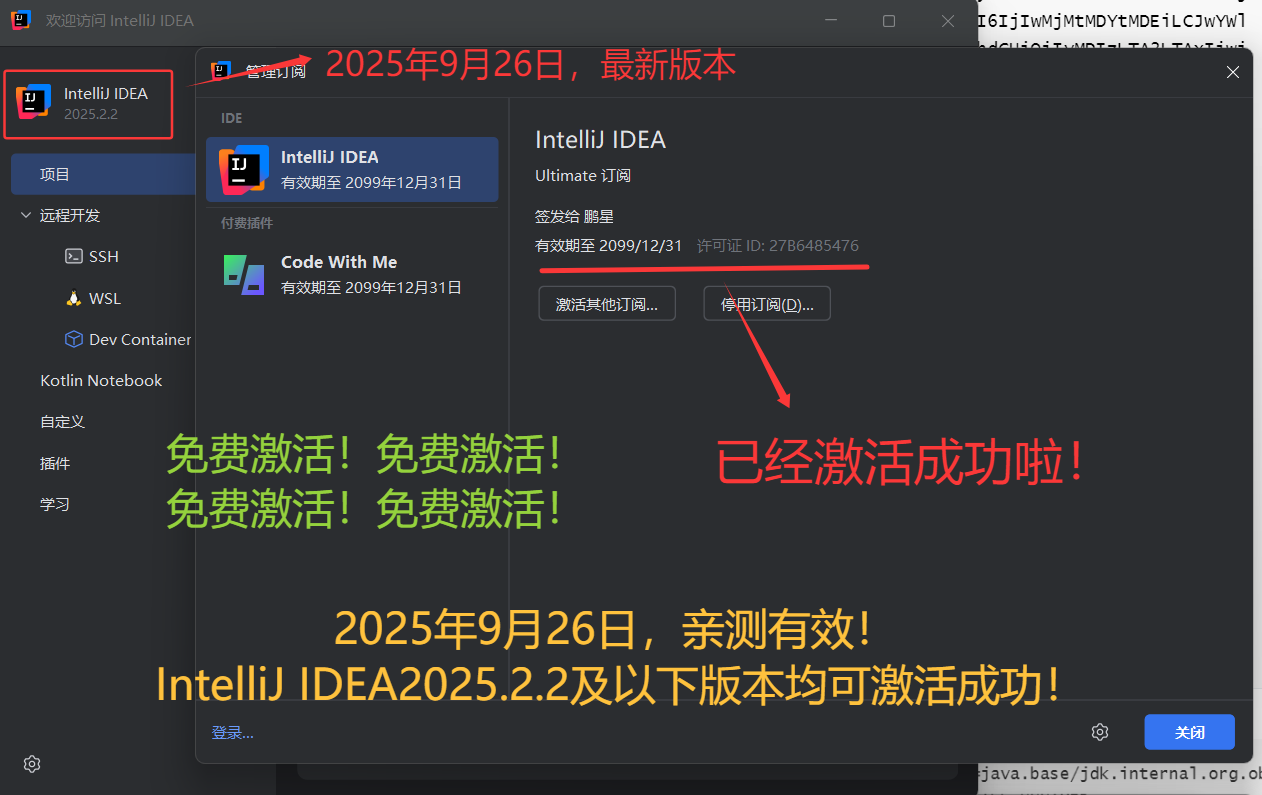 欢迎访问 IntelliJ IDEA
I6IjIwMjMtMDYtMDEiLCJwYWl
管理订阅
2025年9月26日，最新版本
IntelliJ IDEA
2025.2.2
项目
远程开发
SSH
WSL
Dev Container
Kotlin Notebook
自定义
插件
学习
IDE
IntelliJ IDEA
有效期至 2099年12月31日
付费插件
Code With Me
有效期至 2099年12月31日
IntelliJ IDEA
Ultimate 订阅
签发给 鹏星
有效期至 2099/12/31 许可证 ID: 27B6485476
激活其他订阅...
停用订阅(D)...
免费激活！免费激活！
免费激活！免费激活！
已经激活成功啦！
2025年9月26日，亲测有效！
IntelliJ IDEA2025.2.2及以下版本均可激活成功！
登录...
关闭
=java.base/jdk.internal.org.ob